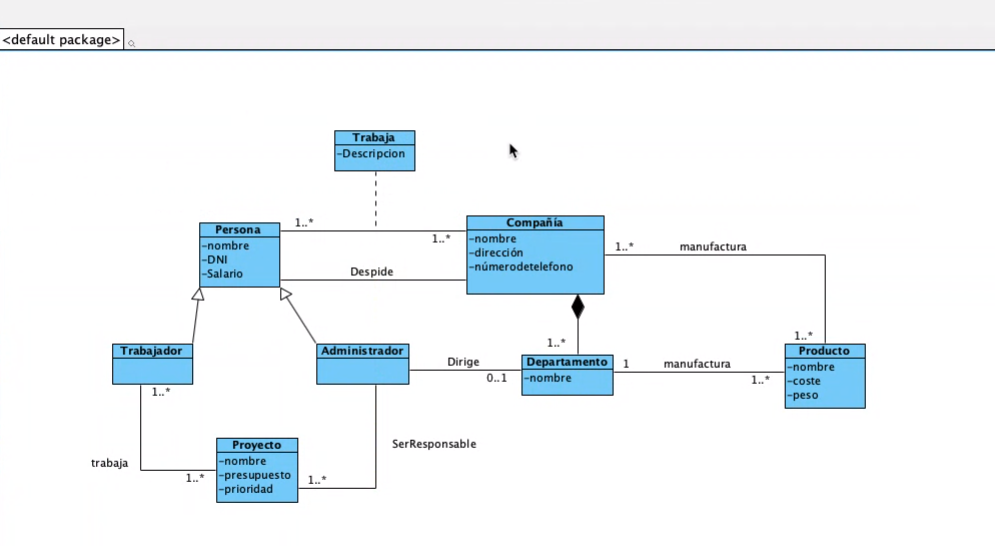 <default package>
Trabaja
-Descripcion
Persona
-nombre
-DNI
-Salario
1..*
1..*
Compañía
-nombre
-dirección
-númerodetelefono
1..*
manufactura
Despide
1..*
1..*
Trabajador
Administrador
Dirige
0..1
Departamento
-nombre
1
manufactura
1..*
Producto
-nombre
-coste
-peso
1..*
trabaja
1..*
Proyecto
-nombre
-presupuesto
-prioridad
1..*
SerResponsable